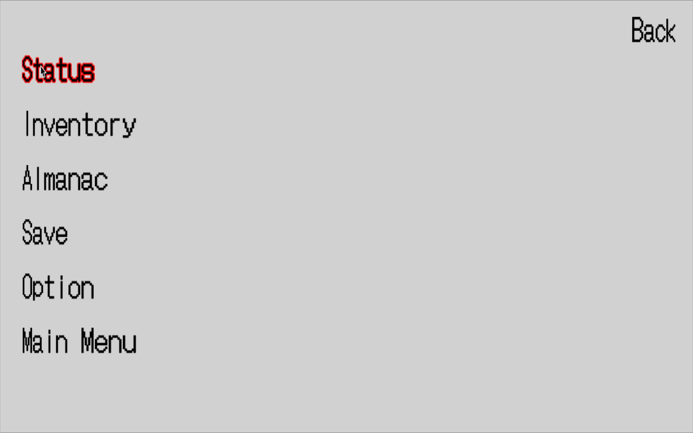 Back
Status
Inventory
Almanac
Save
Option
Main Menu